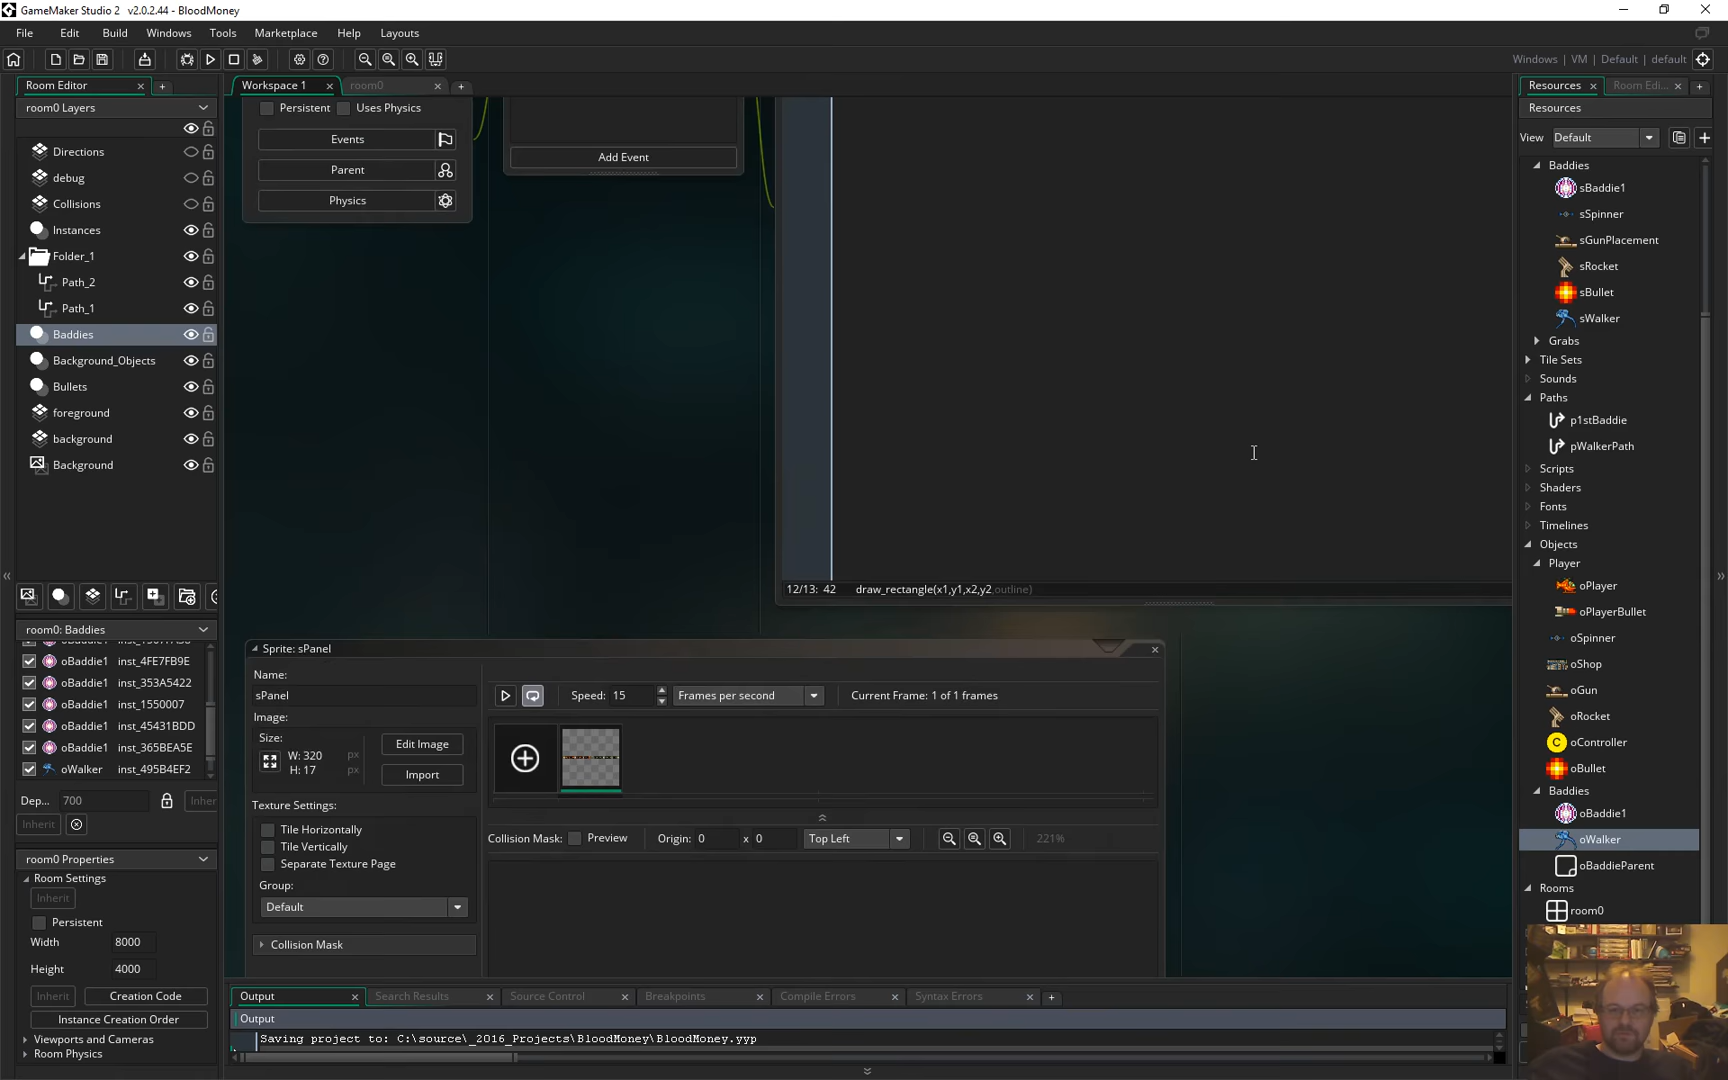 GameMaker Studio 2 v2.0.2.44 - BloodMoney
File Edit Build Windows Tools Marketplace Help Layouts
Windows | VM | Default | default
Room Editor
Workspace 1
room0
Resources
Room Edi...
room0 Layers
Persistent
Uses Physics
Resources
Events
View Default
Directions
Add Event
Baddies
Parent
debug
sBaddie1
Physics
Collisions
sSpinner
Instances
sGunPlacement
Folder_1
sRocket
Path_2
sBullet
Path_1
sWalker
Baddies
Grabs
Background_Objects
Tile Sets
Bullets
Sounds
foreground
Paths
background
p1stBaddie
Background
pWalkerPath
Scripts
Shaders
Fonts
Timelines
Objects
Player
oPlayer
12/13: 42 draw_rectangle(x1,y1,x2,y2,outline)
oPlayerBullet
room0: Baddies
oSpinner
Sprite: sPanel
oBaddie1 inst_4FE7FB9E
oShop
Name:
oBaddie1 inst_353A5422
oGun
sPanel
Speed: 15 Frames per second Current Frame: 1 of 1 frames
oBaddie1 inst_1550007
Image:
oRocket
oBaddie1 inst_45431BDD
Size:
Edit Image
oController
oBaddie1 inst_365BEA5E
W: 320 px
H: 17 px
Import
oWalker inst_495B4EF2
oBullet
Dep... 700 Inher
Texture Settings:
Baddies
Inherit
Tile Horizontally
oBaddie1
Tile Vertically
Collision Mask: Preview Origin: 0 x 0 Top Left 221%
oWalker
room0 Properties
Separate Texture Page
oBaddieParent
Room Settings
Group:
Rooms
Inherit
Default
room0
Persistent
Width 8000
Collision Mask
Height 4000
Inherit Creation Code
Output Search Results Source Control Breakpoints Compile Errors Syntax Errors
Instance Creation Order
Output
Viewports and Cameras
Saving project to: C:\source\_2016_Projects\BloodMoney\BloodMoney.yyp
Room Physics